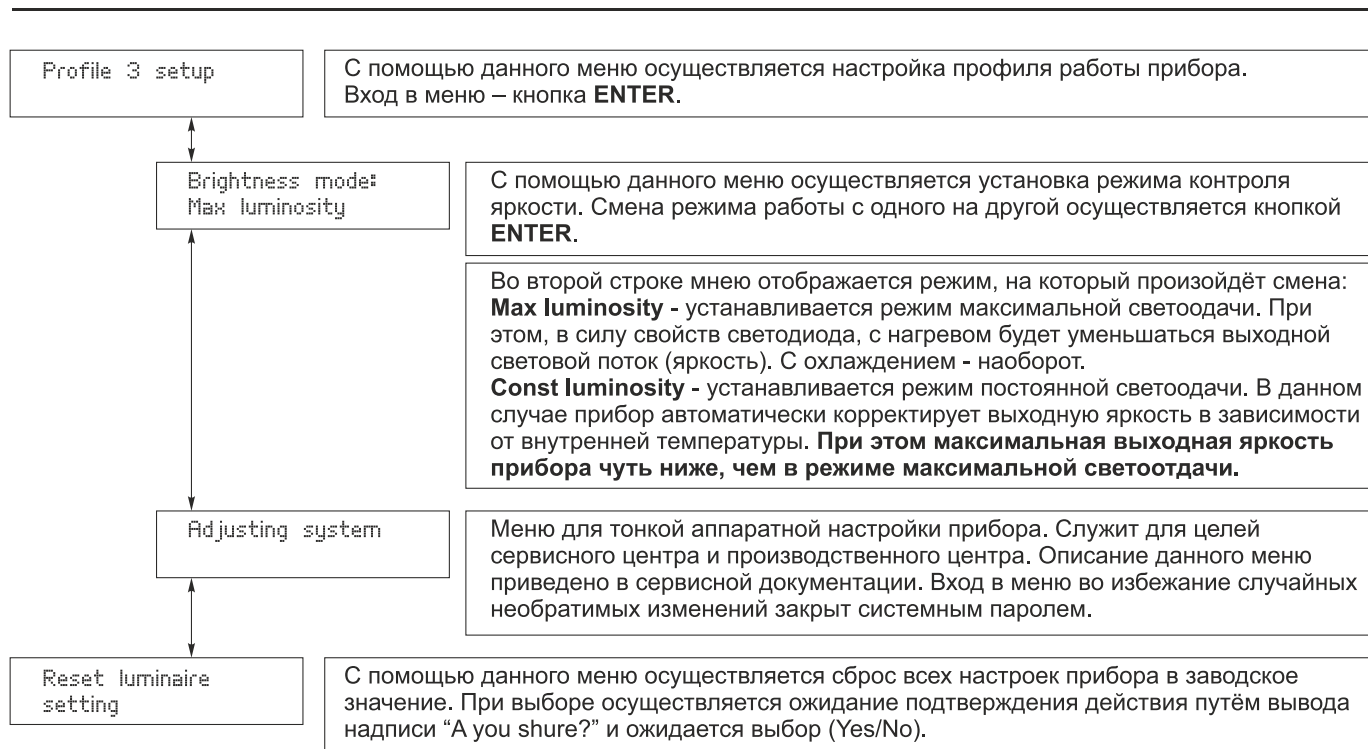 Profile 3 setup
С помощью данного меню осуществляется настройка профиля работы прибора.
Вход в меню – кнопка ENTER.
Brightness mode:
Max luminosity
С помощью данного меню осуществляется установка режима контроля
яркости. Смена режима работы с одного на другой осуществляется кнопкой
ENTER.
Во второй строке мнею отображается режим, на который произойдёт смена:
Max luminosity - устанавливается режим максимальной светоодачи. При
этом, в силу свойств светодиода, с нагревом будет уменьшаться выходной
световой поток (яркость). С охлаждением - наоборот.
Const luminosity - устанавливается режим постоянной светоодачи. В данном
случае прибор автоматически корректирует выходную яркость в зависимости
от внутренней температуры. При этом максимальная выходная яркость
прибора чуть ниже, чем в режиме максимальной светоотдачи.
Adjusting system
Меню для тонкой аппаратной настройки прибора. Служит для целей
сервисного центра и производственного центра. Описание данного меню
приведено в сервисной документации. Вход в меню во избежание случайных
необратимых изменений закрыт системным паролем.
Reset luminaire
setting
С помощью данного меню осуществляется сброс всех настроек прибора в заводское
значение. При выборе осуществляется ожидание подтверждения действия путём вывода
надписи “A you shure?” и ожидается выбор (Yes/No).